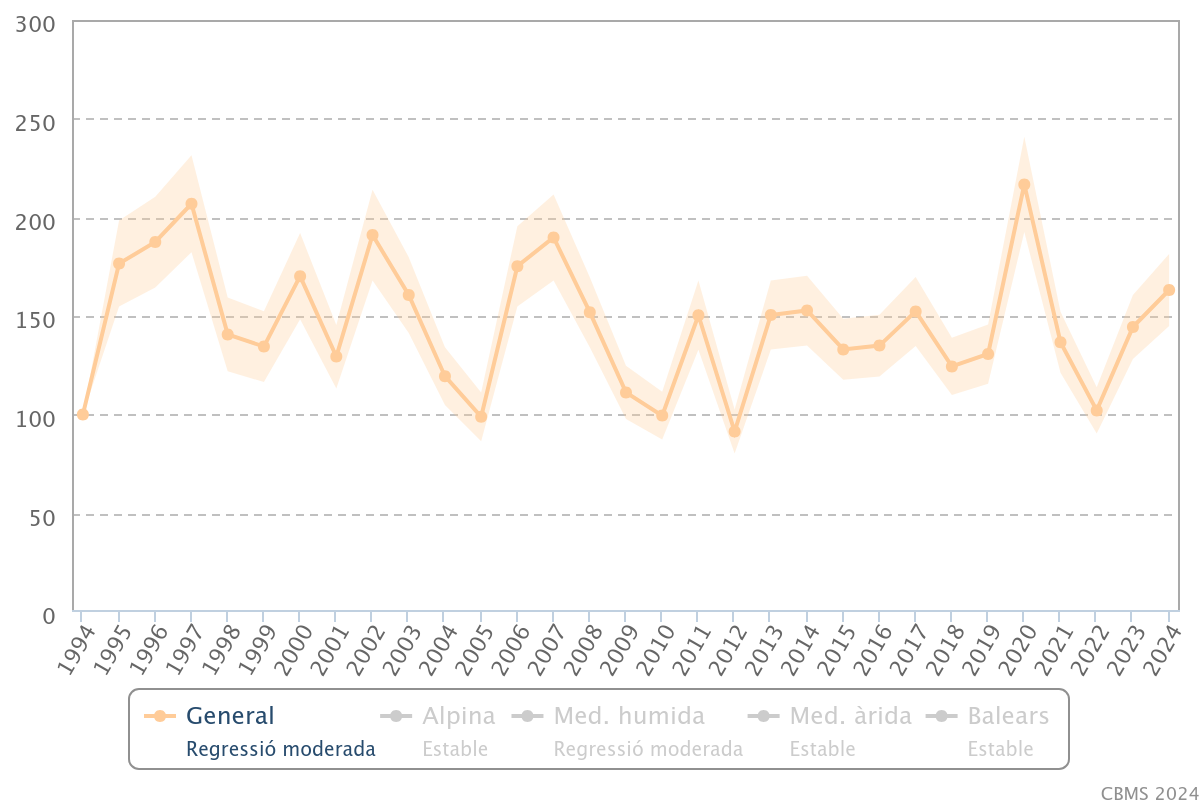 300
250
200
150
100
50
0
1994 1995 1996 1997 1998 1999 2000 2001 2002 2003 2004 2005 2006 2007 2008 2009 2010 2011 2012 2013 2014 2015 2016 2017 2018 2019 2020 2021 2022 2023 2024
General Alpina Med. humida Med. àrida Balears
Regressió moderada Estable Regressió moderada Estable Estable
CBMS 2024